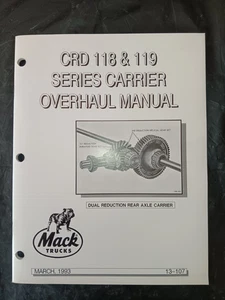 CRD 118 & 119
SERIES CARRIER
OVERHAUL MANUAL
DUAL REDUCTION REAR AXLE CARRIER
Mack
TRUCKS
MARCH, 1993
13-107